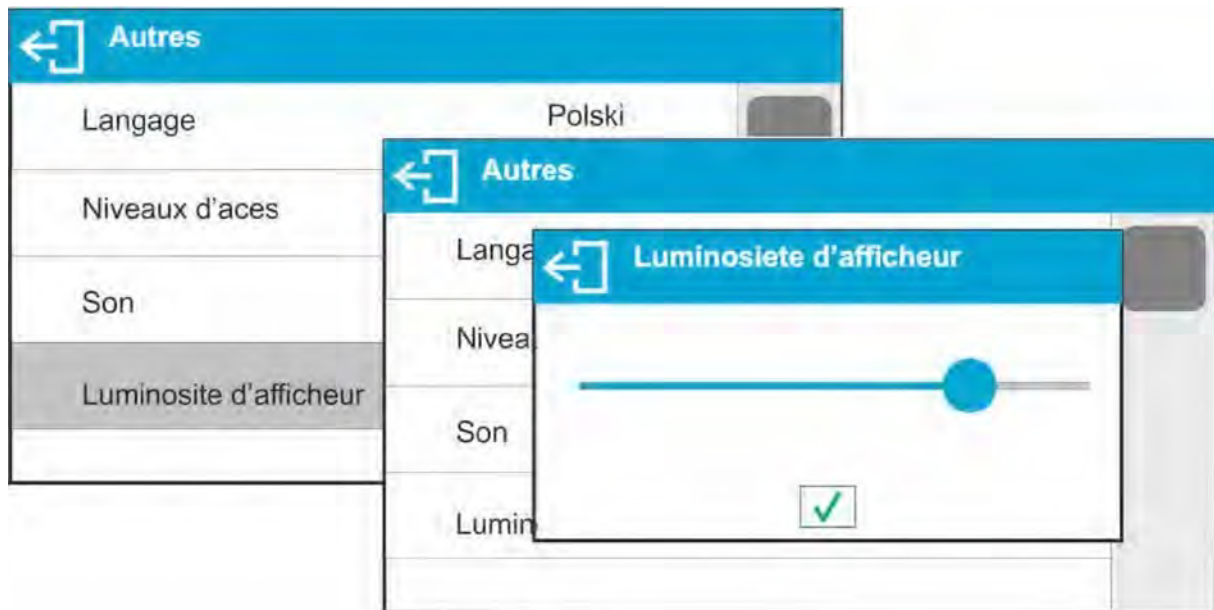 Autres
Langage Polski
Niveaux d'aces
Son
Luminosite d'afficheur
Autres
Langa
Nivea
Son
Lumin
Luminosiete d'afficheur